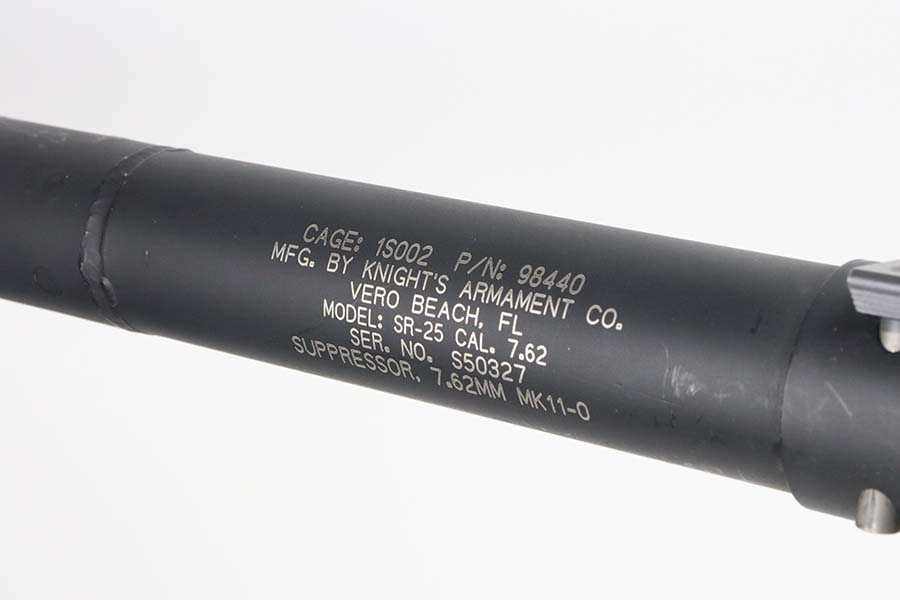 CAGE: 1S002 P/N: 98440
MFG. BY KNIGHT'S ARMAMENT CO.
VERO BEACH, FL
MODEL: SR-25 CAL. 7.62
SER. NO. S50327
SUPPRESSOR, 7.62MM MK11-0